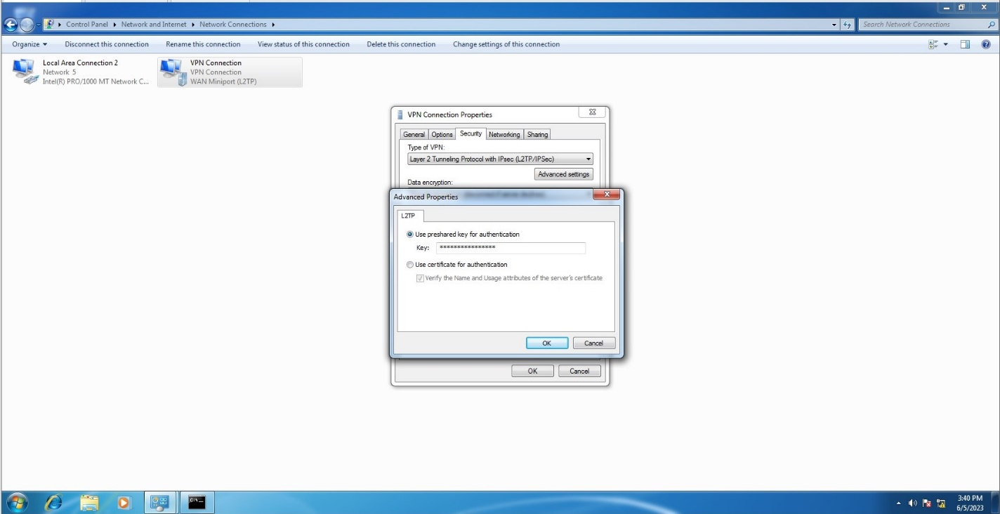 Control Panel Network and Internet Network Connections
Search Network Connections
Organize Disconnect this connection Rename this connection View status of this connection Delete this connection Change settings of this connection
Local Area Connection 2
Network 5
Intel(R) PRO/1000 MT Network C...
VPN Connection
VPN Connection
WAN Miniport (L2TP)
VPN Connection Properties
General Options Security Networking Sharing
Type of VPN:
Layer 2 Tunneling Protocol with IPsec (L2TP/IPSec)
Advanced settings
Data encryption:
Advanced Properties
L2TP
Use preshared key for authentication
Key: ****************
Use certificate for authentication
Verify the Name and Usage attributes of the server's certificate
OK Cancel
OK Cancel
3:40 PM
6/5/2023